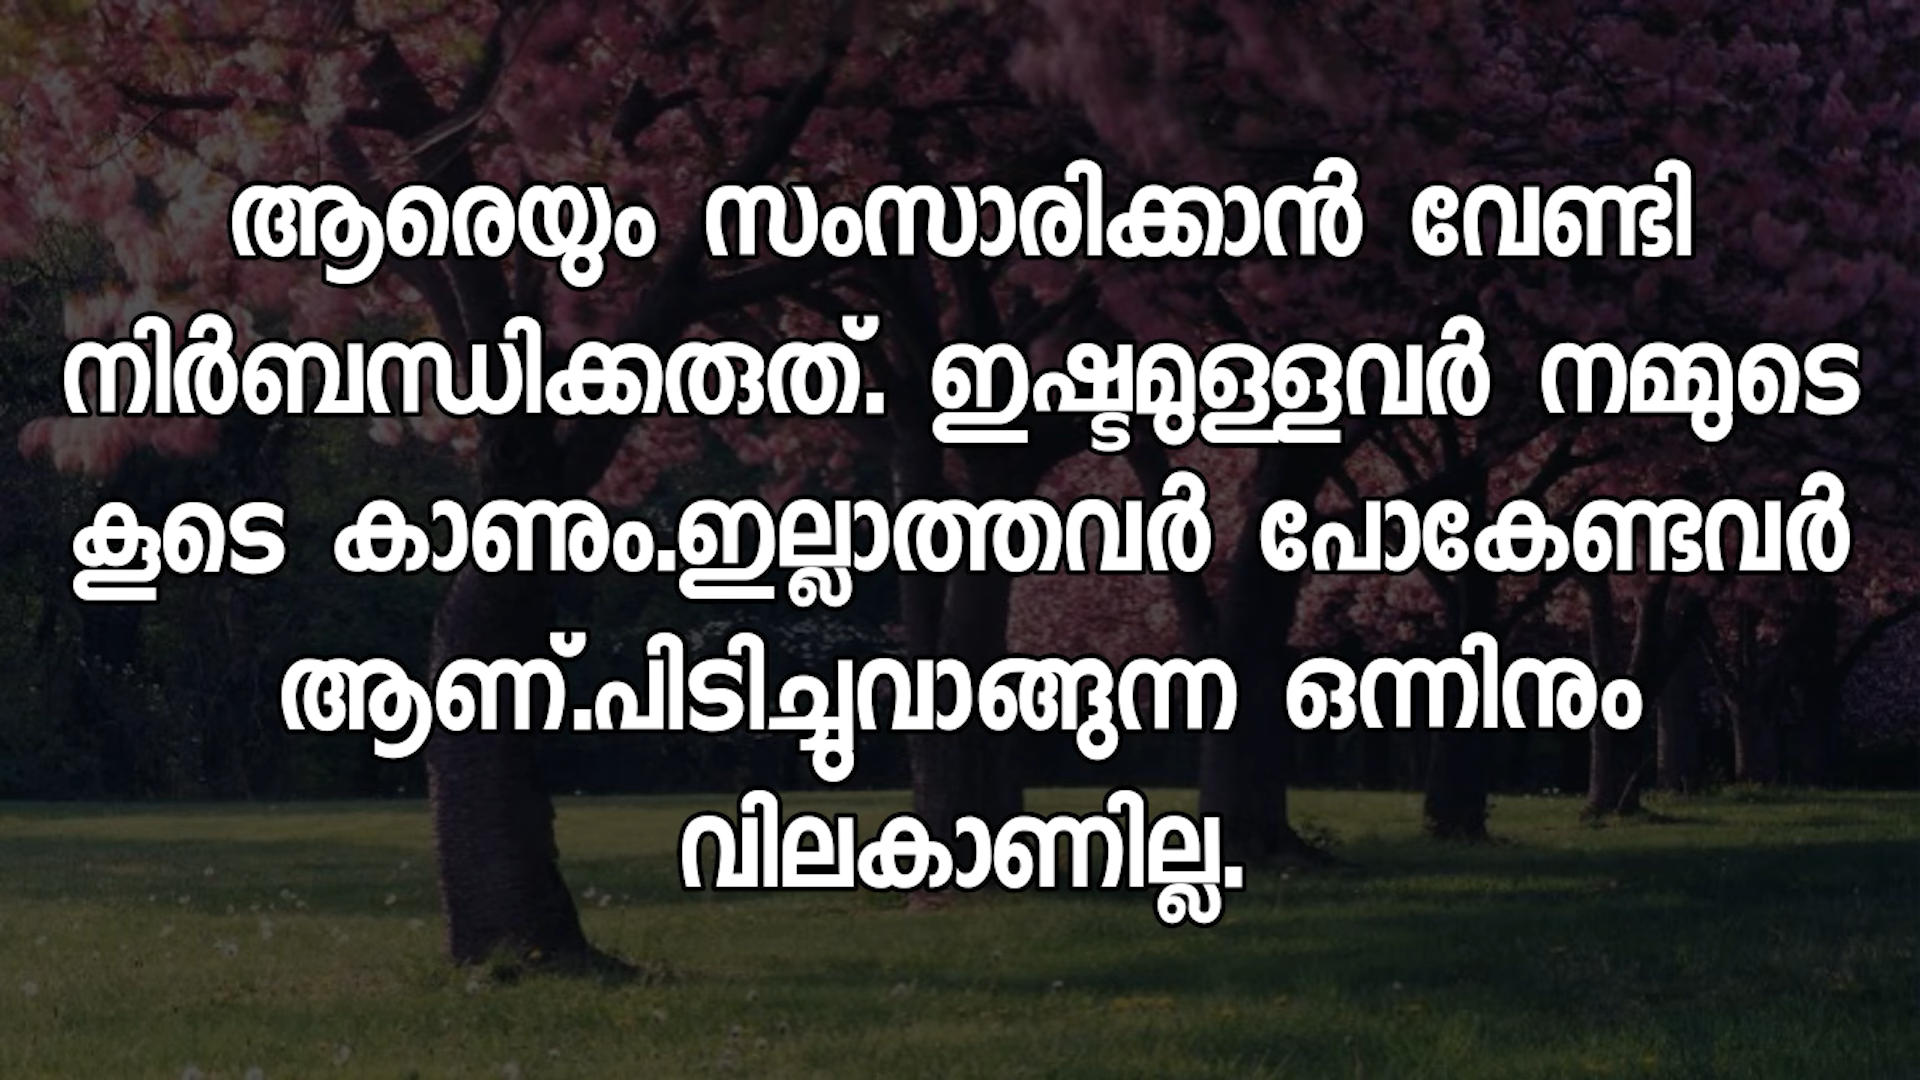 ആരെയും സംസാരിക്കാൻ വേണ്ടി
നിർബന്ധിക്കരുത്. ഇഷ്ടമുള്ളവർ നമ്മുടെ
കൂടെ കാണും.ഇല്ലാത്തവർ പോകേണ്ടവർ
ആണ്.പിടിച്ചുവാങ്ങുന്ന ഒന്നിനും
വിലകാണില്ല.